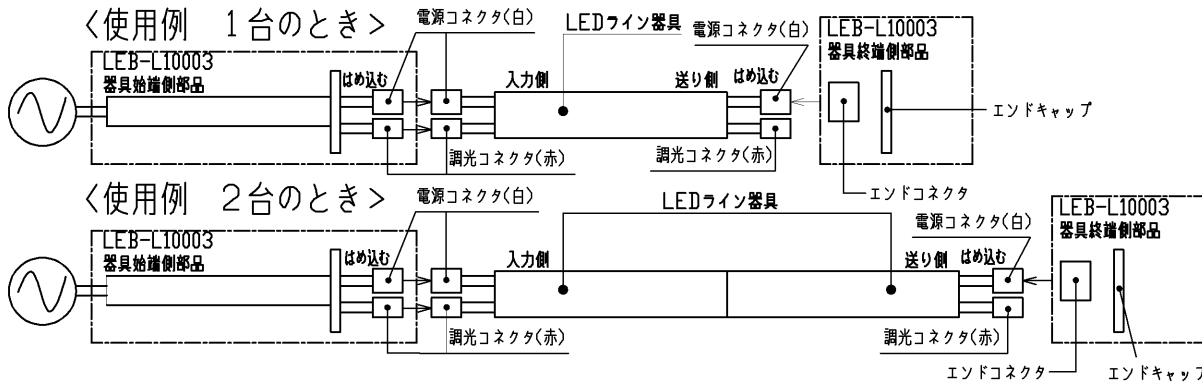 <使用例 1台のとき>
電源コネクタ(白)
LEDライン器具
電源コネクタ(白)
LEB-L10003
器具終端側部品
LEB-L10003
器具始端側部品
はめ込む
入力側
送り側
はめ込む
エンドキャップ
調光コネクタ(赤)
調光コネクタ(赤)
エンドコネクタ
<使用例 2台のとき>
電源コネクタ(白)
LEDライン器具
電源コネクタ(白)
LEB-L10003
器具終端側部品
LEB-L10003
器具始端側部品
はめ込む
入力側
送り側
はめ込む
調光コネクタ(赤)
調光コネクタ(赤)
エンドコネクタ
エンドキャップ